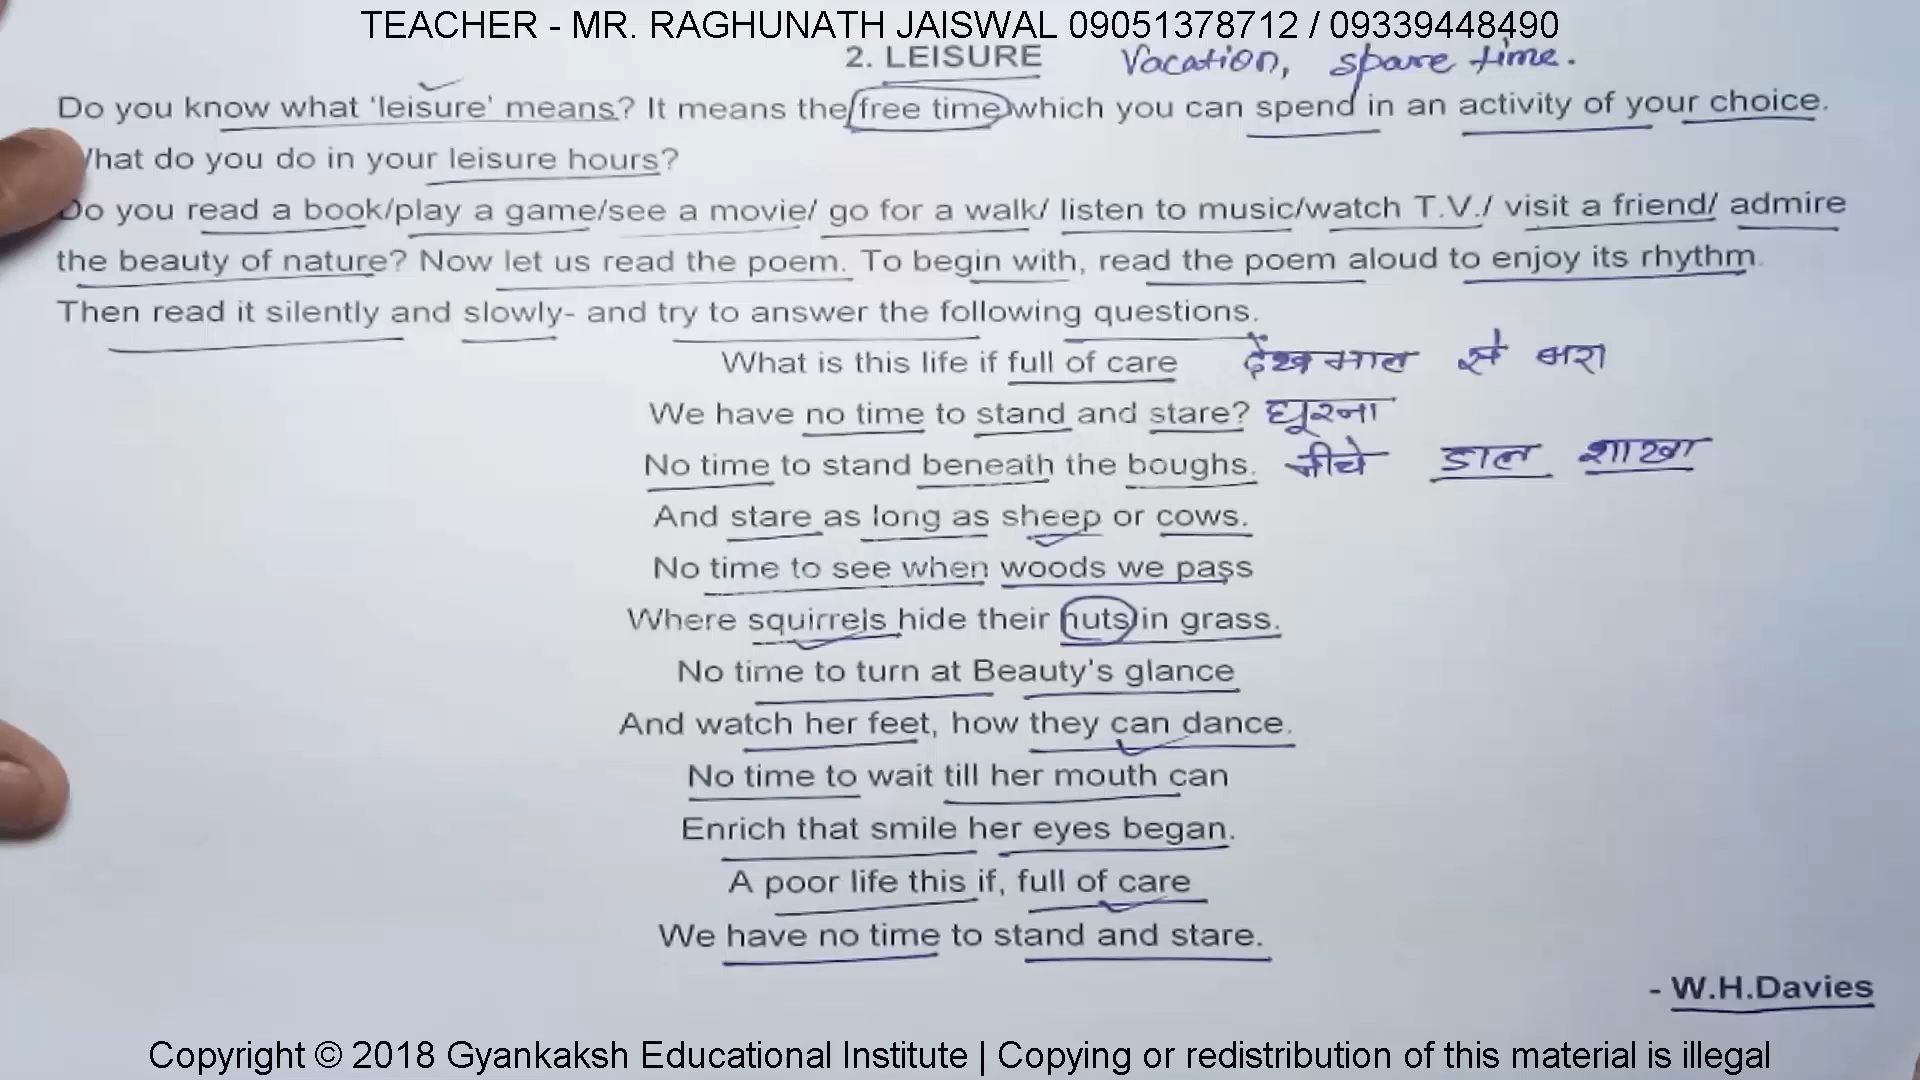 TEACHER - MR. RAGHUNATH JAISWAL 09051378712 / 09339448490
2. LEISURE Vacation, spare time.
Do you know what 'leisure' means? It means the free time which you can spend in an activity of your choice.
What do you do in your leisure hours?
Do you read a book/play a game/see a movie/ go for a walk/ listen to music/watch T.V./ visit a friend/ admire
the beauty of nature? Now let us read the poem. To begin with, read the poem aloud to enjoy its rhythm.
Then read it silently and slowly- and try to answer the following questions.
What is this life if full of care देख भाल से भरा
We have no time to stand and stare? घूरना
No time to stand beneath the boughs. नीचे डाल शाखा
And stare as long as sheep or cows.
No time to see when woods we pass
Where squirrels hide their nuts in grass.
No time to turn at Beauty's glance
And watch her feet, how they can dance.
No time to wait till her mouth can
Enrich that smile her eyes began.
A poor life this if, full of care
We have no time to stand and stare.
- W.H.Davies
Copyright © 2018 Gyankaksh Educational Institute | Copying or redistribution of this material is illegal